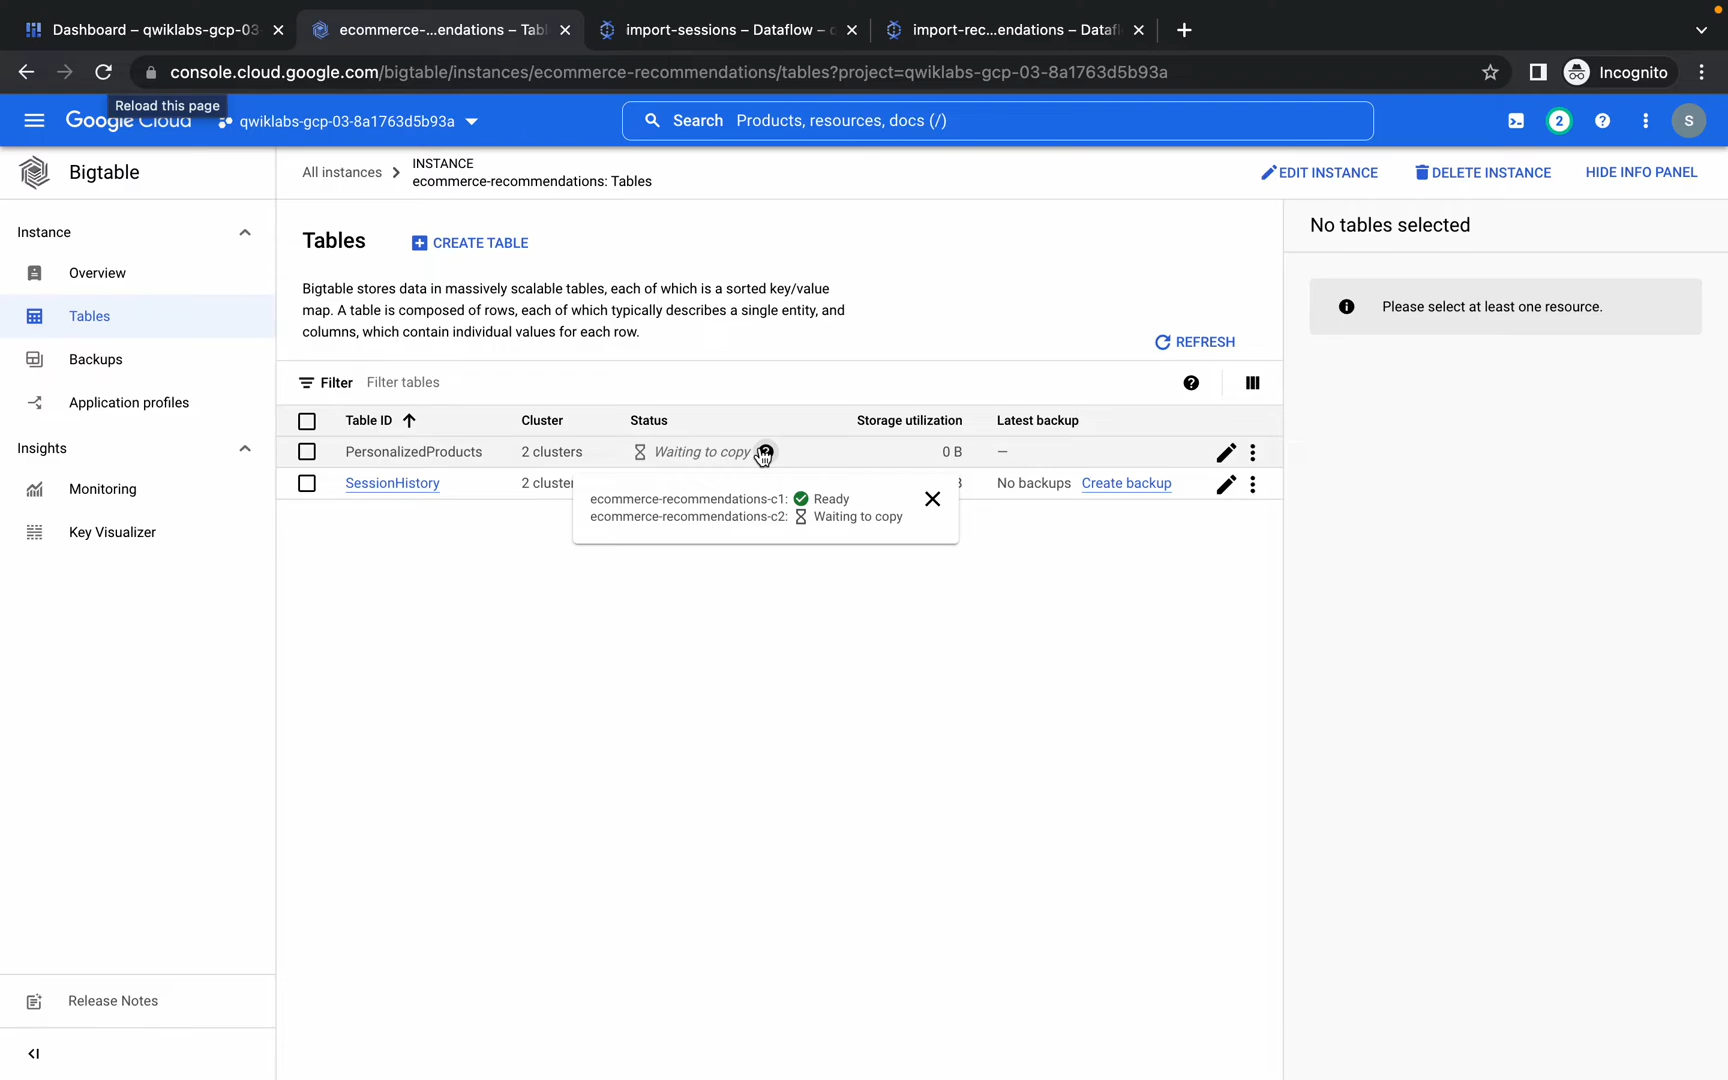 Dashboard – qwiklabs-gcp-03
ecommerce-...endations – Tabl
import-sessions – Dataflow –
import-rec...endations – Datafl
console.cloud.google.com/bigtable/instances/ecommerce-recommendations/tables?project=qwiklabs-gcp-03-8a1763d5b93a
Incognito
Reload this page
Google Cloud
qwiklabs-gcp-03-8a1763d5b93a
Search Products, resources, docs (/)
2
S
Bigtable
All instances
INSTANCE
ecommerce-recommendations: Tables
EDIT INSTANCE
DELETE INSTANCE
HIDE INFO PANEL
Instance
Overview
Tables
Backups
Application profiles
Insights
Monitoring
Key Visualizer
Release Notes
Tables
CREATE TABLE
Bigtable stores data in massively scalable tables, each of which is a sorted key/value
map. A table is composed of rows, each of which typically describes a single entity, and
columns, which contain individual values for each row.
REFRESH
Filter Filter tables
Table ID Cluster Status Storage utilization Latest backup
PersonalizedProducts 2 clusters Waiting to copy 0 B —
SessionHistory 2 cluster No backups Create backup
ecommerce-recommendations-c1: Ready
ecommerce-recommendations-c2: Waiting to copy
No tables selected
Please select at least one resource.